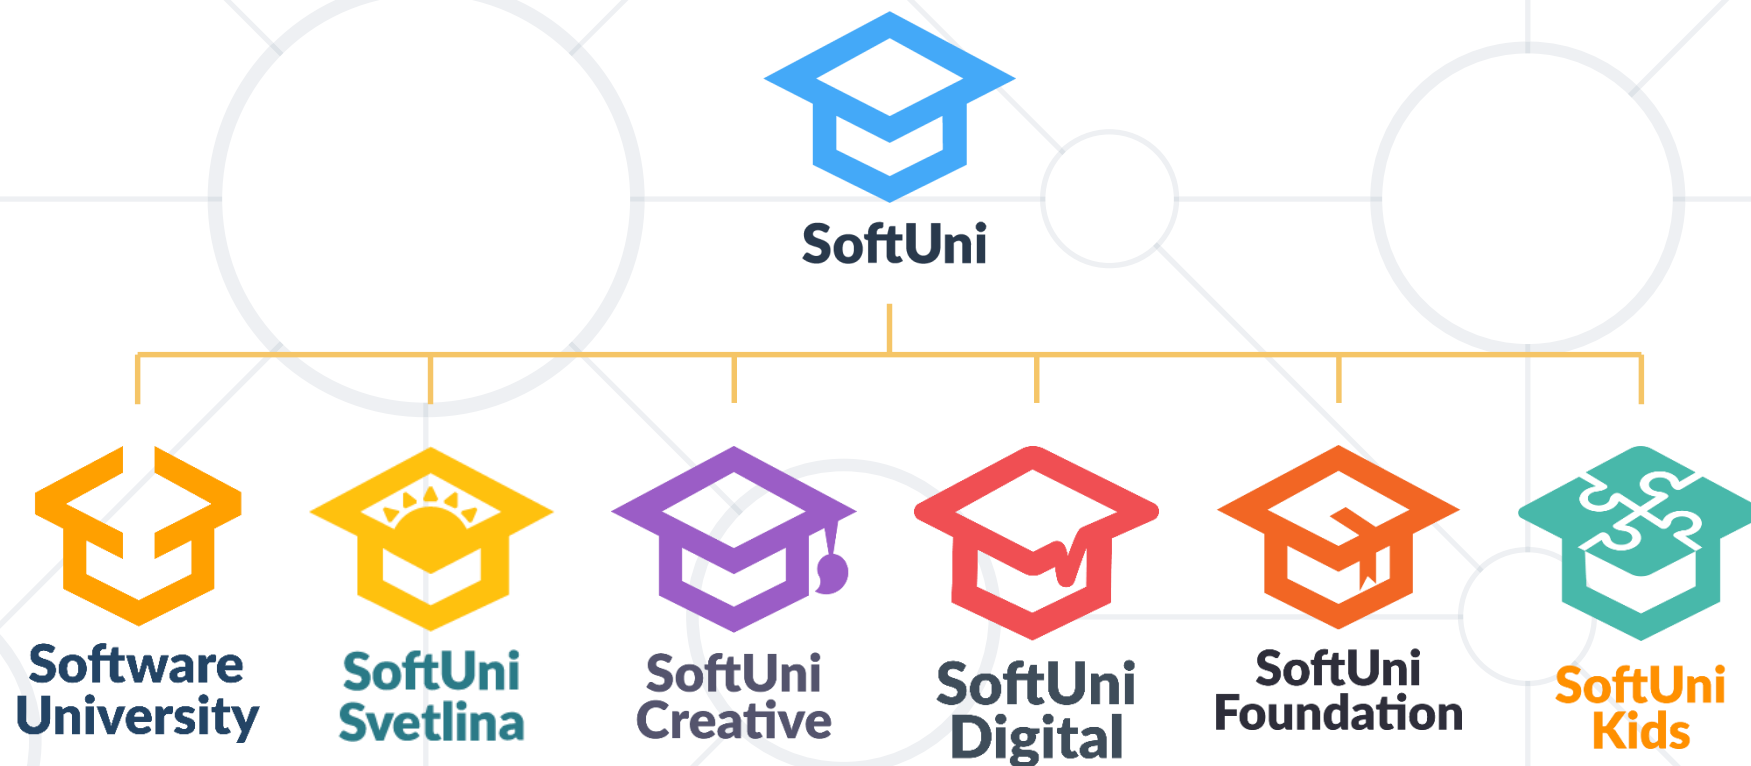 SoftUni
Software
University
SoftUni
Svetlina
SoftUni
Creative
SoftUni
Digital
SoftUni
Foundation
SoftUni
Kids